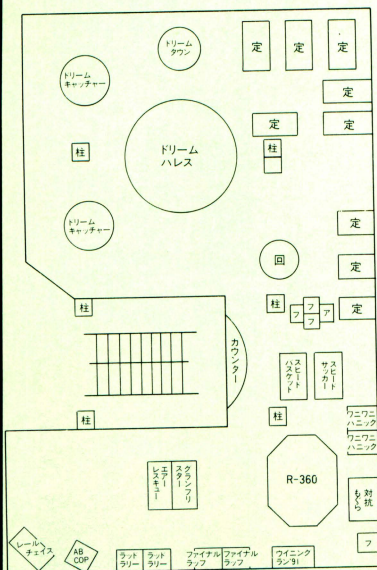 ドリーム
タウン
定
定
定
ドリーム
キャッチャー
定
定
定
柱
ドリーム
ハレス
柱
ドリーム
キャッチャー
定
回
定
柱
柱
フ
フ
フ
ア
定
カウンター
スピード
バスケット
スピード
サッカー
柱
柱
ワニワニ
ハニック
ワニワニ
ハニック
エアー
レスキュー
グランプリ
スター
R-360
対抗
もぐら
レール
チェイス
AB
COP
ラット
ラリー
ラット
ラリー
ファイナル
ラップ
ファイナル
ラップ
ウイニンク
ラン'91
フ